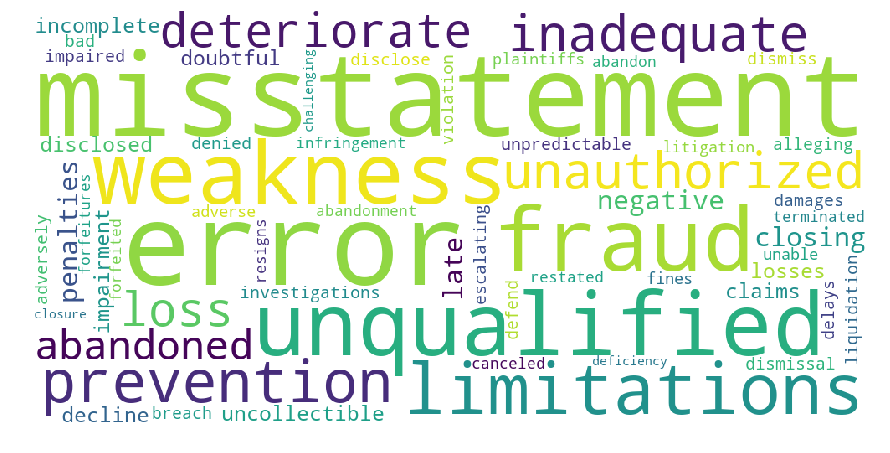 incomplete deteriorate inadequate
bad
impaired doubtful challenging disclose violation plaintiffs abandon dismiss
misstatement
disclosed denied infringement unpredictable litigation alleging
weakness unauthorized
penalties forfeitures negative damages
adversely impairment forfeited adverse abandonment terminated
error resigns late escalating fraud closing
unable
restated fines losses
closure loss investigations defend claims delays liquidation
unqualified
abandoned canceled deficiency dismissal
prevention limitations
decline breach uncollectible